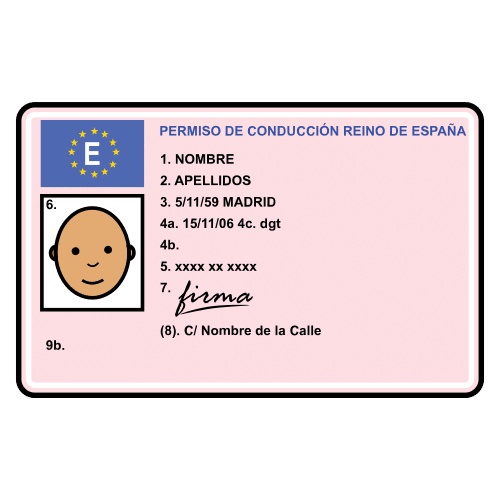 E
PERMISO DE CONDUCCIÓN REINO DE ESPAÑA
1. NOMBRE
2. APELLIDOS
3. 5/11/59 MADRID
4a. 15/11/06 4c. dgt
4b.
5. xxxx xx xxxx
6.
7. firma
(8). C/ Nombre de la Calle
9b.